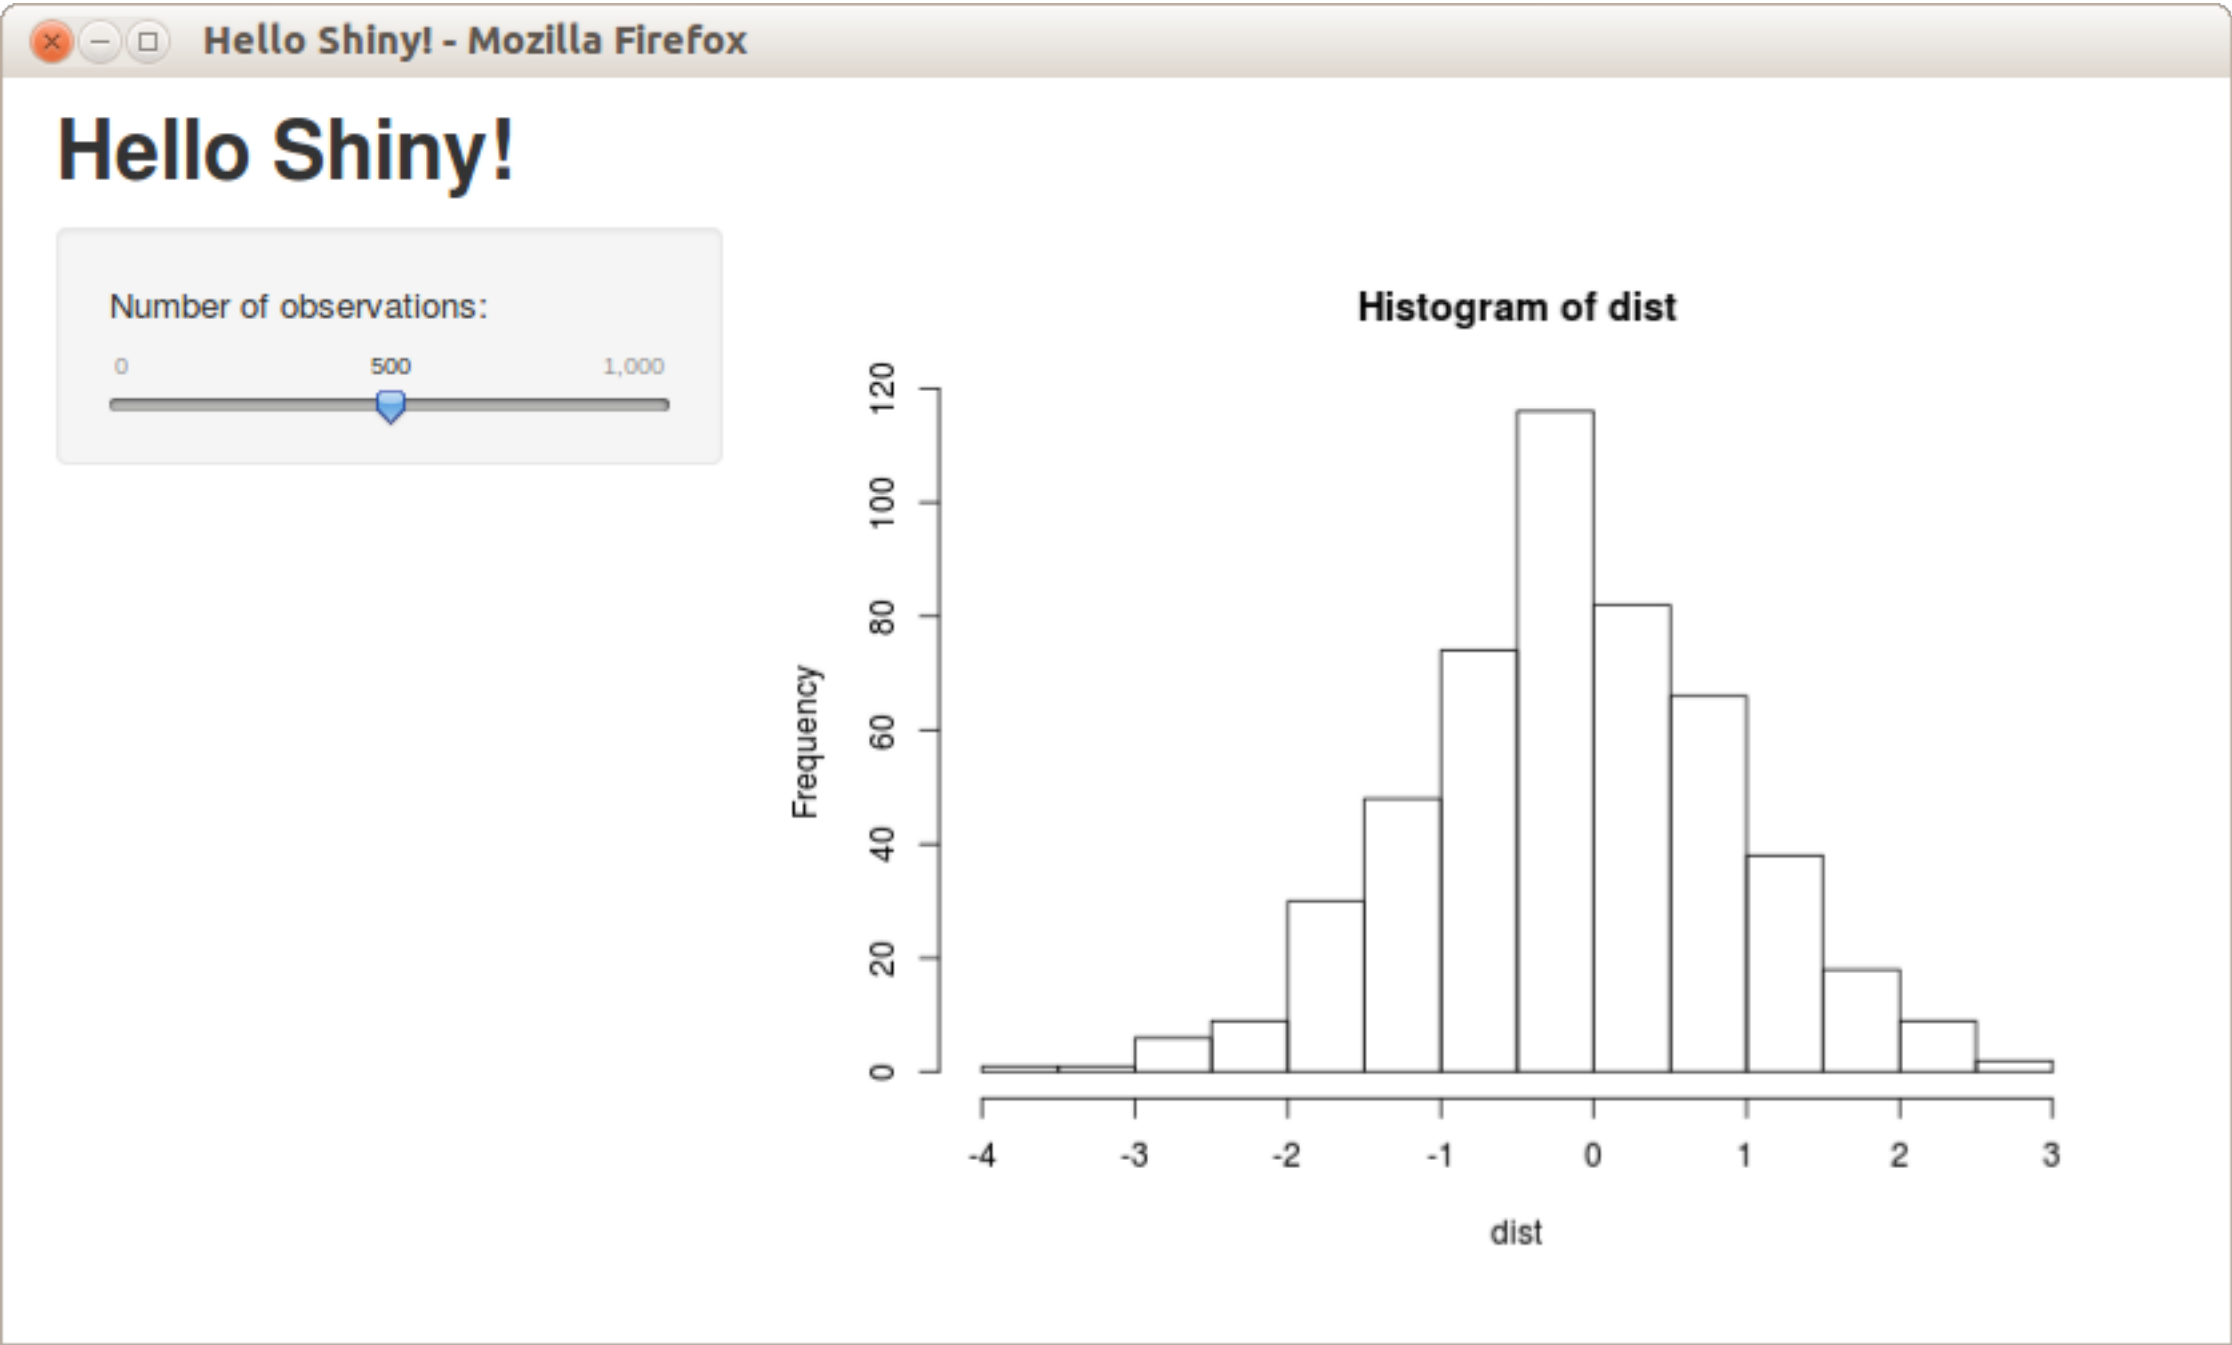 Hello Shiny! - Mozilla Firefox
Hello Shiny!
Number of observations:
0 500 1,000
Histogram of dist
Frequency
120
100
80
60
40
20
0
-4 -3 -2 -1 0 1 2 3
dist